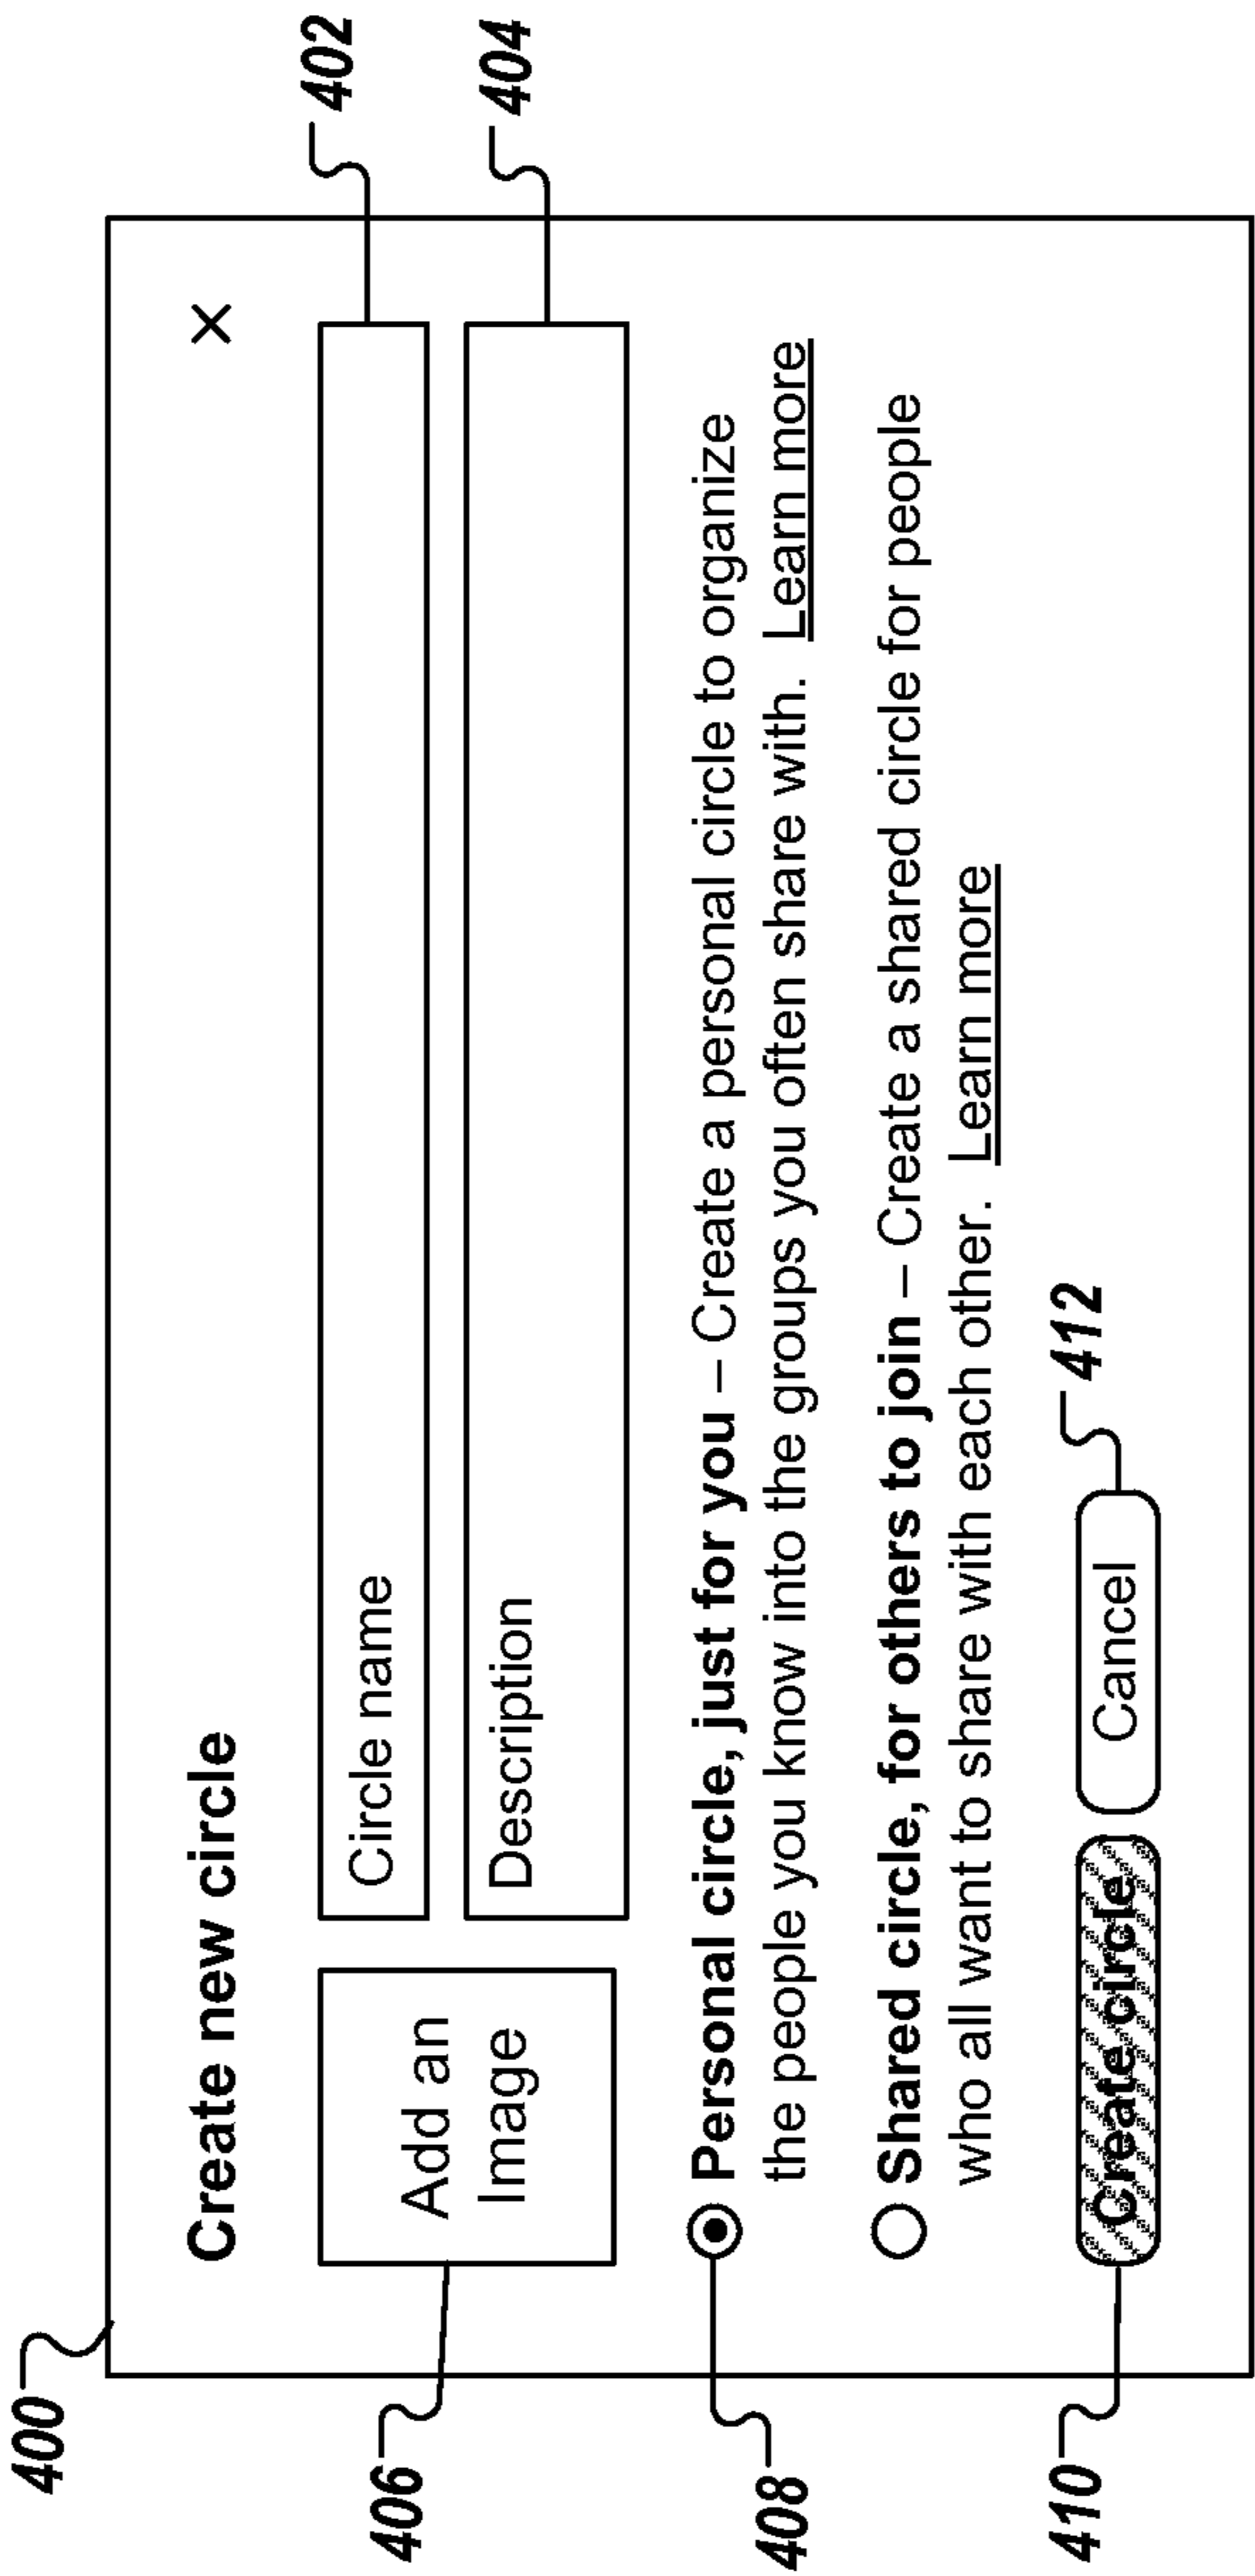 400
Create new circle
×
406
Add an
Image
Circle name
402
Description
404
408
Personal circle, just for you – Create a personal circle to organize
the people you know into the groups you often share with. Learn more
Shared circle, for others to join – Create a shared circle for people
who all want to share with each other. Learn more
410
Create circle
Cancel
412